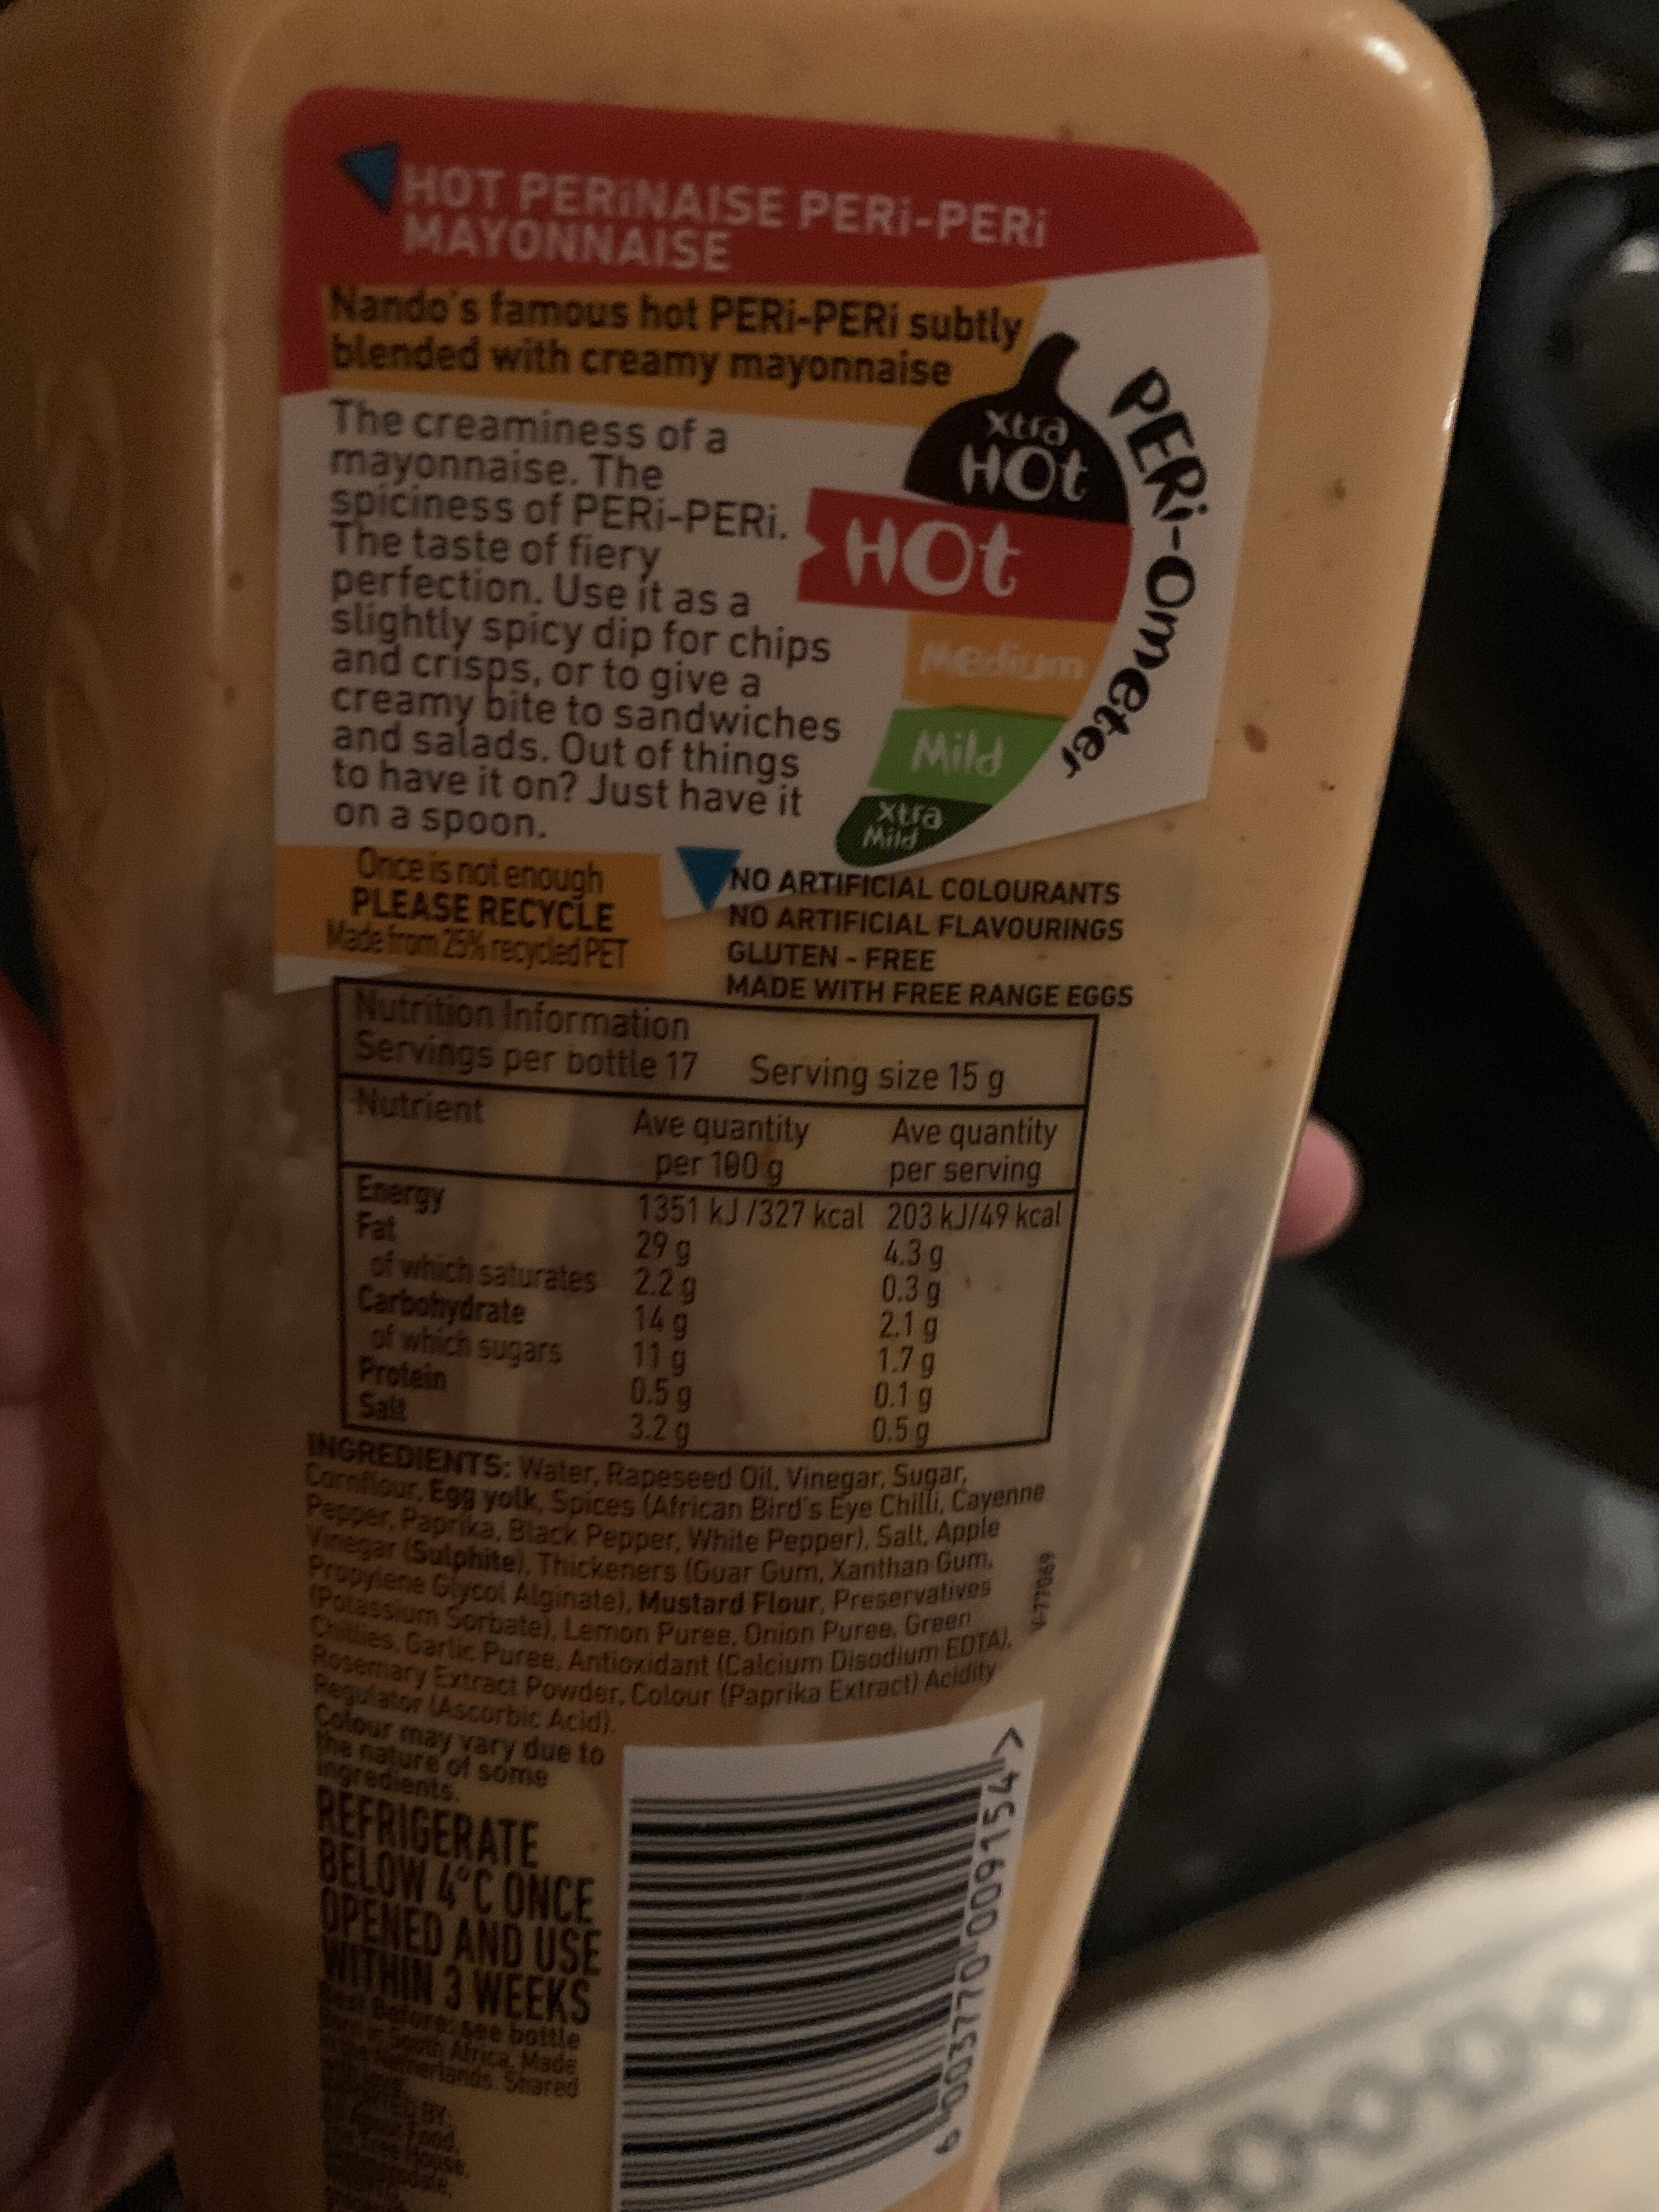 HOT PERiNAISE PERi-PERi
MAYONNAISE
Nando's famous hot PERi-PERi subtly
blended with creamy mayonnaise
The creaminess of a
mayonnaise. The
spiciness of PERi-PERi.
The taste of fiery
perfection. Use it as a
slightly spicy dip for chips
and crisps, or to give a
creamy bite to sandwiches
and salads. Out of things
to have it on? Just have it
on a spoon.
PERi-Ometer
Xtra
HOt
HOt
Medium
Mild
Xtra
Mild
Once is not enough
PLEASE RECYCLE
Made from 25% recycled PET
NO ARTIFICIAL COLOURANTS
NO ARTIFICIAL FLAVOURINGS
GLUTEN - FREE
MADE WITH FREE RANGE EGGS
Nutrition Information
Servings per bottle 17 Serving size 15 g
Nutrient Ave quantity Ave quantity
per 100 g per serving
Energy 1351 kJ /327 kcal 203 kJ/49 kcal
Fat 29 g 4.3 g
of which saturates 2.2 g 0.3 g
Carbohydrate 14 g 2.1 g
of which sugars 11 g 1.7 g
Protein 0.5 g 0.1 g
Salt 3.2 g 0.5 g
INGREDIENTS: Water, Rapeseed Oil, Vinegar, Sugar,
Cornflour, Egg yolk, Spices (African Bird's Eye Chilli, Cayenne
Pepper, Paprika, Black Pepper, White Pepper), Salt, Apple
Vinegar (Sulphite), Thickeners (Guar Gum, Xanthan Gum,
Propylene Glycol Alginate), Mustard Flour, Preservatives
(Potassium Sorbate), Lemon Puree, Onion Puree, Green
Chillies, Garlic Puree, Antioxidant (Calcium Disodium EDTA),
Rosemary Extract Powder, Colour (Paprika Extract) Acidity
Regulator (Ascorbic Acid).
V-77069
Colour may vary due to
the nature of some
ingredients.
REFRIGERATE
BELOW 4°C ONCE
OPENED AND USE
WITHIN 3 WEEKS
Best Before: see bottle
Born in South Africa, Made
in the Netherlands. Shared
6 003770 009154 >